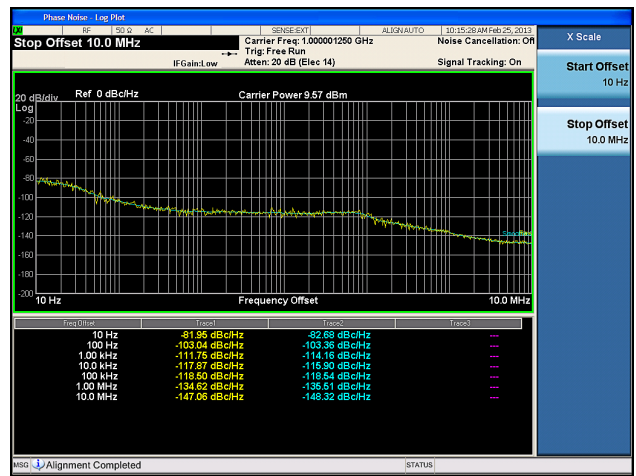 Phase Noise - Log Plot
RF 50 Ω AC SENSE:EXT ALIGN AUTO 10:15:28 AM Feb 25, 2013
Stop Offset 10.0 MHz Carrier Freq: 1.000001250 GHz Noise Cancellation: Off
Trig: Free Run
IFGain:Low Atten: 20 dB (Elec 14) Signal Tracking: On
X Scale
Start Offset
10 Hz
Stop Offset
10.0 MHz
20 dB/div Ref 0 dBc/Hz Carrier Power 9.57 dBm
Log
-20
-40
-60
-80
-100
-120
-140
-160
-180
-200
10 Hz Frequency Offset 10.0 MHz
Freq Offset Trace1 Trace2 Trace3
10 Hz -81.95 dBc/Hz -82.68 dBc/Hz ---
100 Hz -103.04 dBc/Hz -103.36 dBc/Hz ---
1.00 kHz -111.75 dBc/Hz -114.16 dBc/Hz ---
10.0 kHz -117.87 dBc/Hz -115.90 dBc/Hz ---
100 kHz -118.50 dBc/Hz -118.54 dBc/Hz ---
1.00 MHz -134.62 dBc/Hz -135.51 dBc/Hz ---
10.0 MHz -147.06 dBc/Hz -148.32 dBc/Hz ---
MSG Alignment Completed STATUS